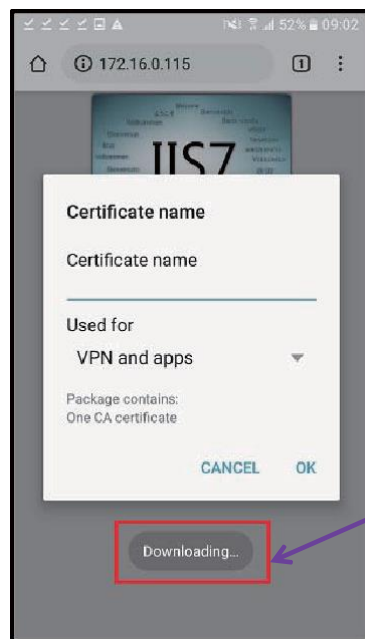 52% 09:02
172.16.0.115
1
IIS7
Certificate name
Certificate name
Used for
VPN and apps
Package contains:
One CA certificate
CANCEL OK
Downloading...